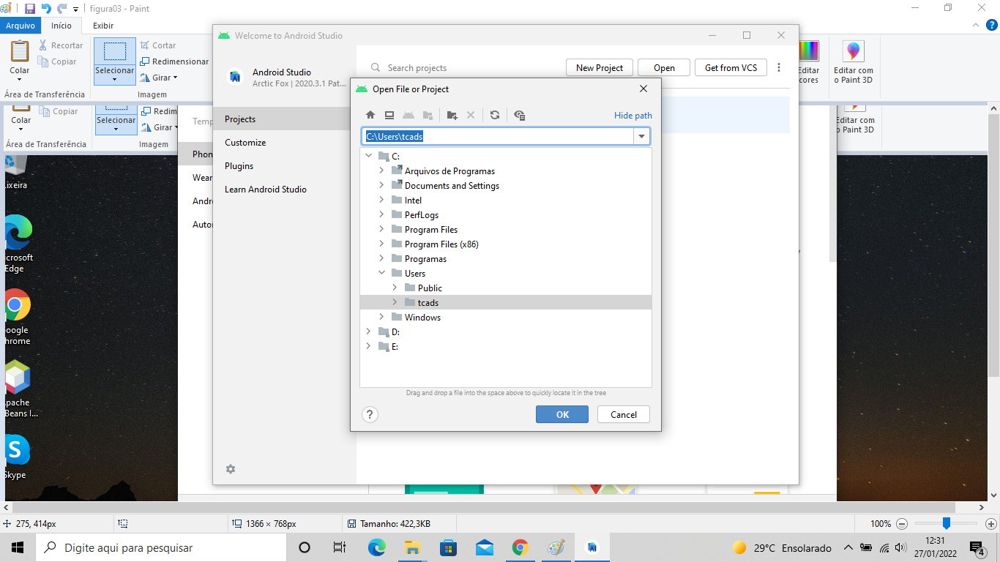 figura03 - Paint
Arquivo
Início
Exibir
Colar
Recortar
Copiar
Área de Transferência
Selecionar
Cortar
Redimensionar
Girar
Imagem
Editar com
o Paint 3D
Colar
Copiar
Área de Transferência
Selecionar
Redim
Girar
Imagem
Editar com
o Paint 3D
Temp
Phon
Wear
Andro
Auto
Welcome to Android Studio
Android Studio
Arctic Fox | 2020.3.1 Pat...
Projects
Customize
Plugins
Learn Android Studio
Search projects
New Project
Open
Get from VCS
Open File or Project
Hide path
C:\Users\tcads
C:
Arquivos de Programas
Documents and Settings
Intel
PerfLogs
Program Files
Program Files (x86)
Programas
Users
Public
tcads
Windows
D:
E:
Drag and drop a file into the space above to quickly locate it in the tree
?
OK
Cancel
ixeira
crosoft
Edge
oogle
hrome
pache
Beans I...
Skype
275, 414px
1366 × 768px
Tamanho: 422,3KB
100%
Digite aqui para pesquisar
29°C Ensolarado
12:31
27/01/2022
4